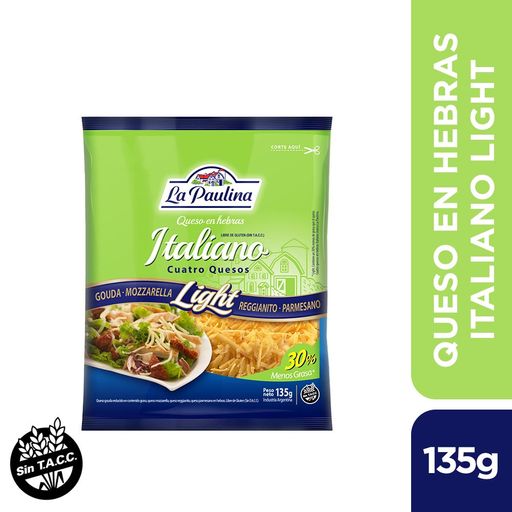 CORTE AQUÍ
La Paulina
Queso en hebras
LIBRE DE GLUTEN (SIN T.A.C.C.)
Italiano
Cuatro Quesos
GOUDA - MOZZARELLA Light REGGIANITO - PARMESANO
30%
Menos Grasa*
Peso neto 135g
Industria Argentina
Sin T.A.C.C.
QUESO EN HEBRAS
ITALIANO LIGHT
135g